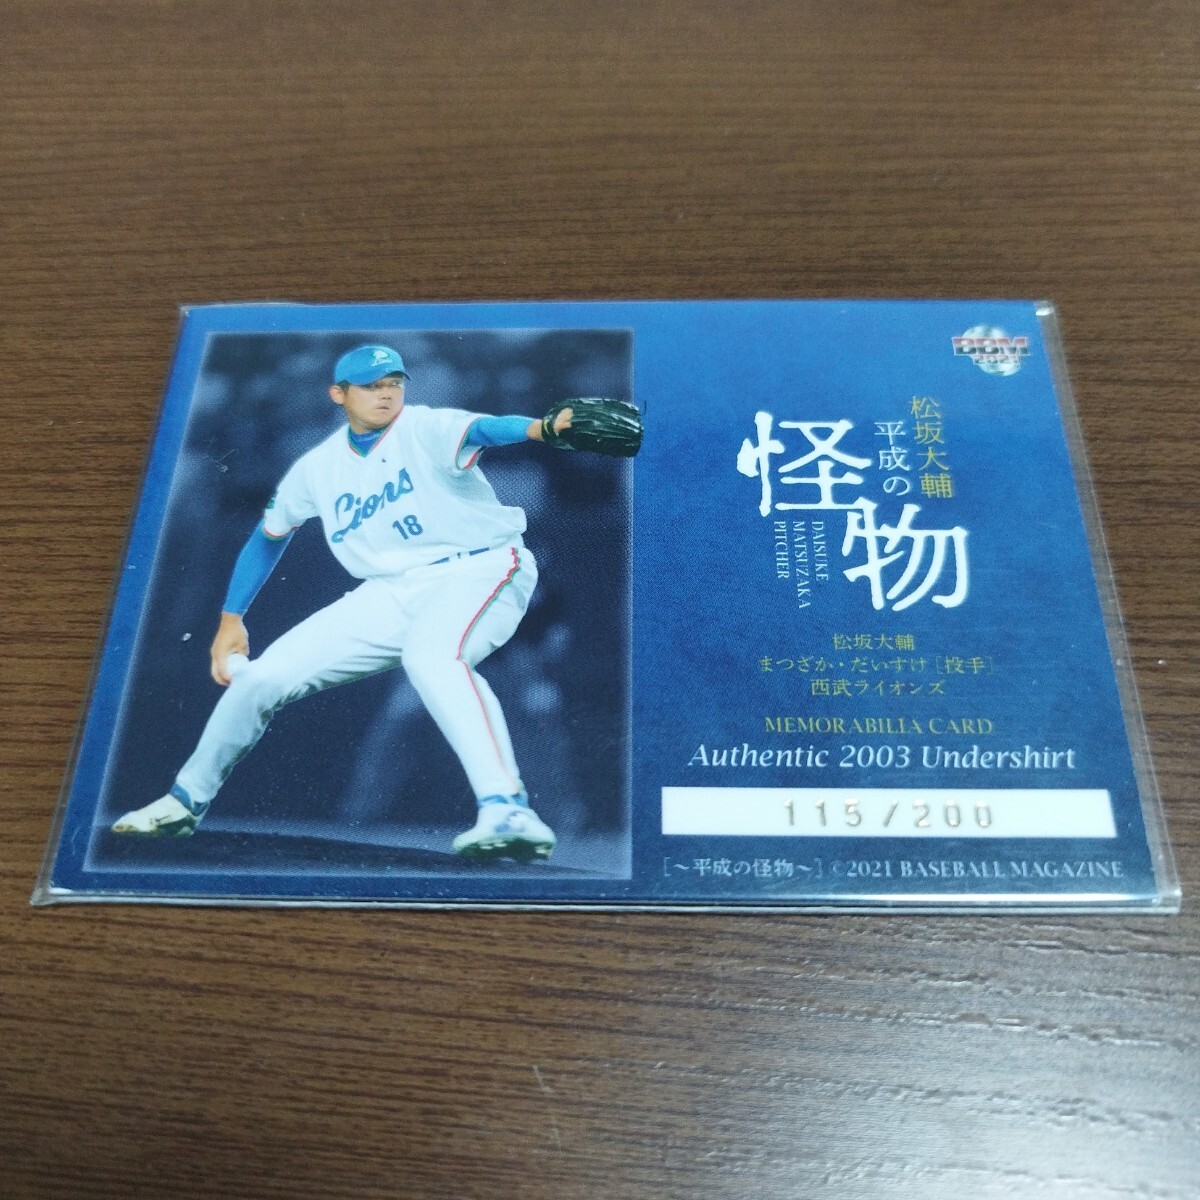 BBM
2021
松坂大輔
平成の
怪物
DAISUKE
MATSUZAKA
PITCHER
松坂大輔
まつざか・だいすけ [投手]
西武ライオンズ
MEMORABILIA CARD
Authentic 2003 Undershirt
115/200
[～平成の怪物～] ©2021 BASEBALL MAGAZINE
Lions
18